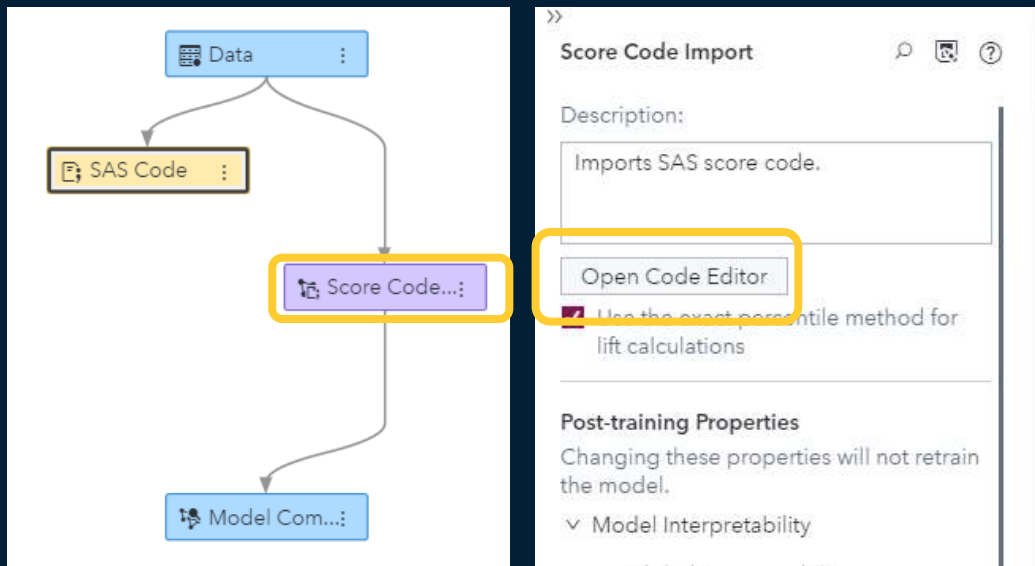 Data
SAS Code
Score Code...
Model Com...
Score Code Import
Description:
Imports SAS score code.
Open Code Editor
Use the exact percentile method for
lift calculations
Post-training Properties
Changing these properties will not retrain
the model.
Model Interpretability